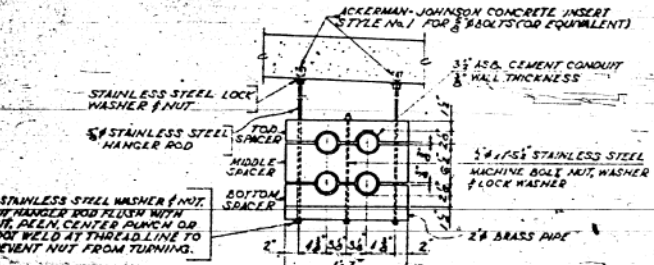 ACKERMAN-JOHNSON CONCRETE INSERT
STYLE No. 1 FOR 5/8" ϕ BOLTS (OR EQUIVALENT)
3 1/2" ASB. CEMENT CONDUIT
3/8" WALL THICKNESS
STAINLESS STEEL LOCK
WASHER & NUT
5/8" ϕ STAINLESS STEEL
HANGER ROD
TOP
SPACER
MIDDLE
SPACER
BOTTOM
SPACER
STAINLESS STEEL
MACHINE BOLT NUT, WASHER
& LOCK WASHER
STAINLESS STEEL WASHER & NUT.
HANGER ROD FLUSH WITH
PEEN, CENTER PUNCH OR
WELD AT THREAD LINE TO
NUT FROM TURNING.
2" ϕ BRASS PIPE
2"
2"